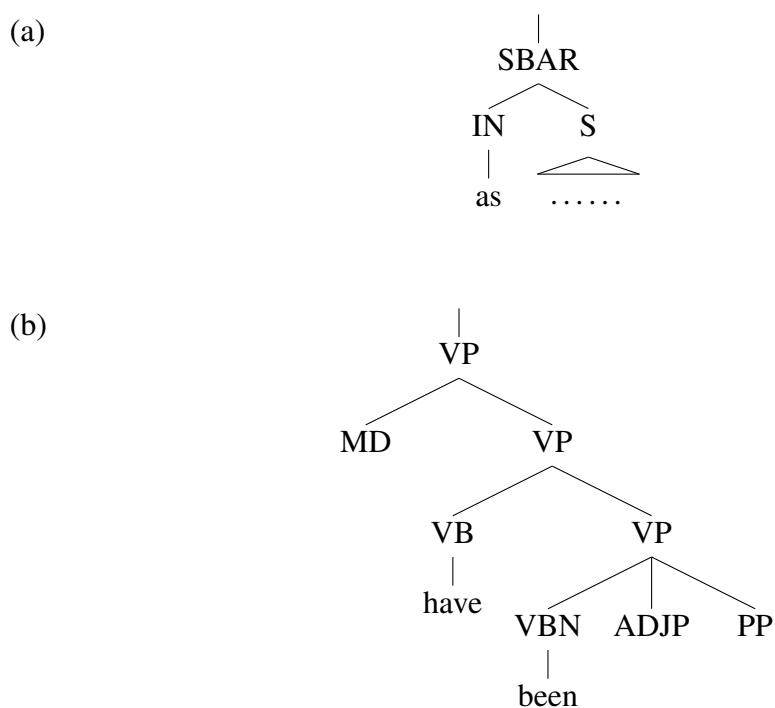 (a)
SBAR
IN S
as ......
(b)
VP
MD VP
VB VP
have
VBN ADJP PP
been